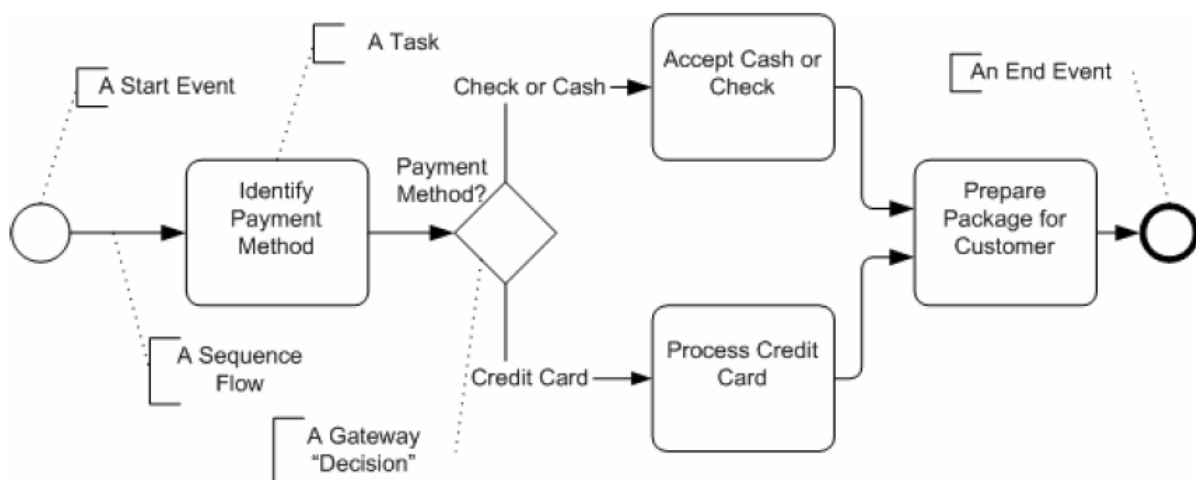 A Task
A Start Event
Check or Cash
Accept Cash or
Check
An End Event
Identify
Payment
Method
Payment
Method?
Prepare
Package for
Customer
A Sequence
Flow
Credit Card
Process Credit
Card
A Gateway
“Decision”